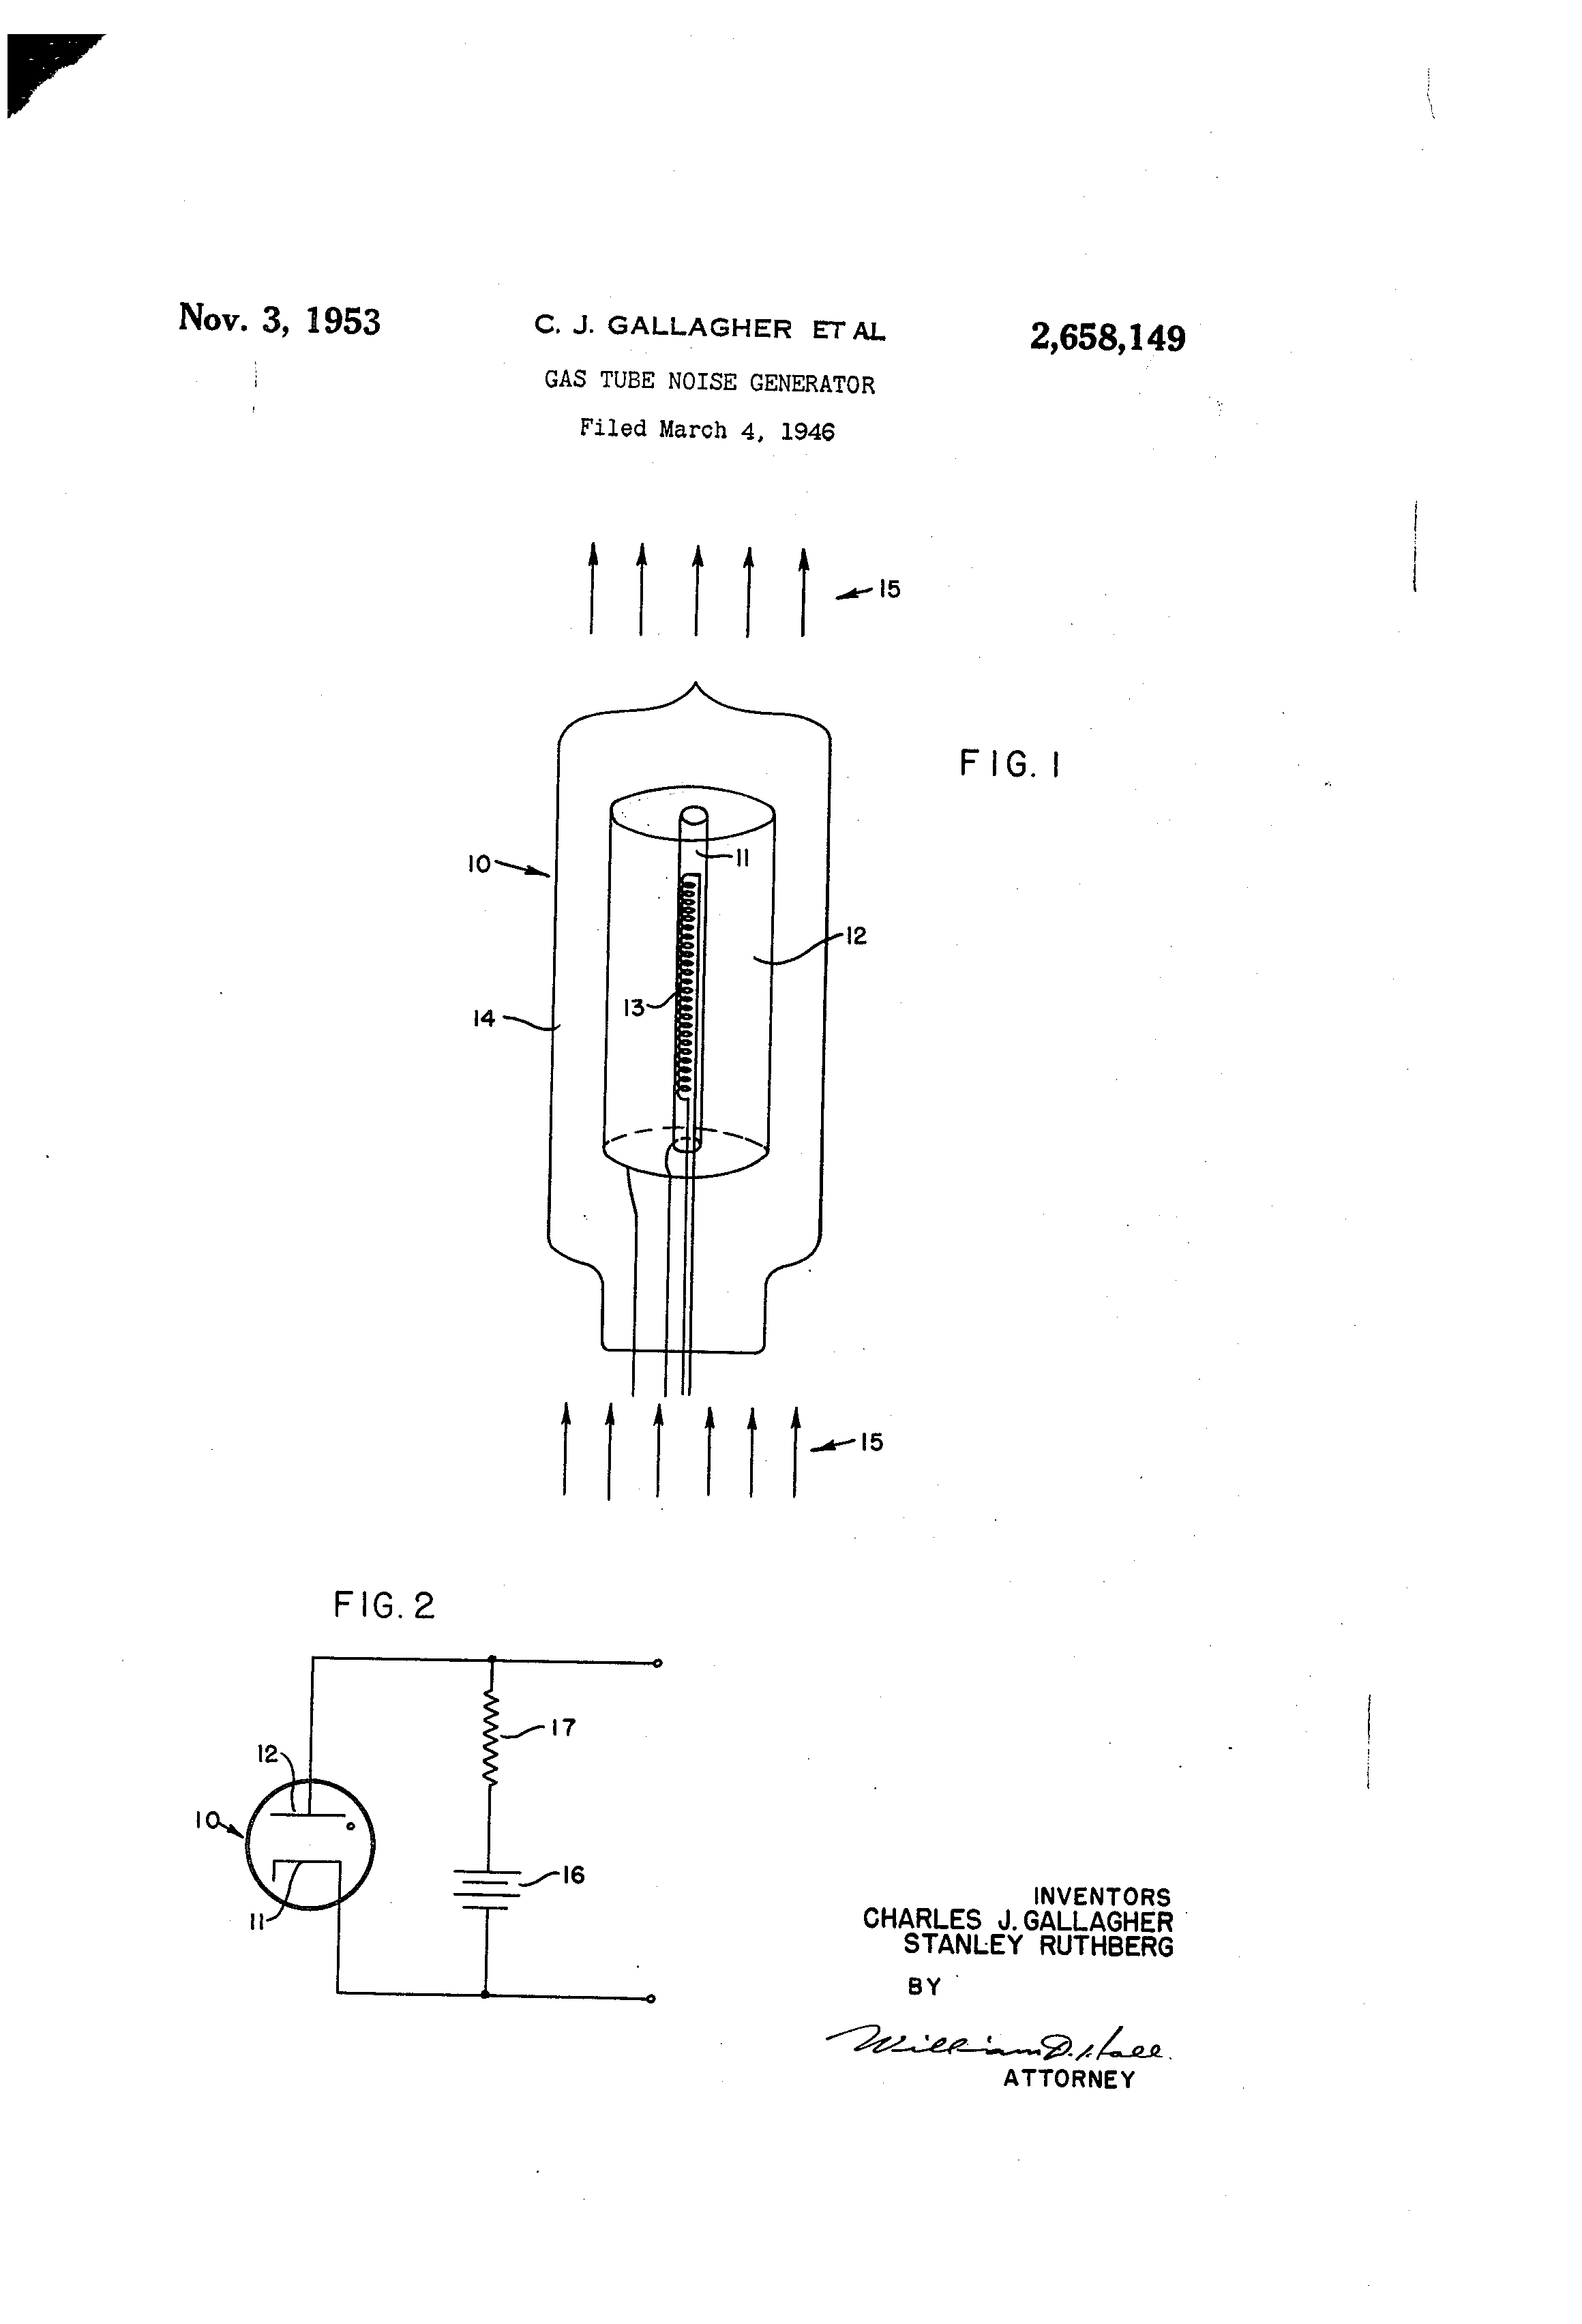 Nov. 3, 1953
C. J. GALLAGHER ET AL
2,658,149
GAS TUBE NOISE GENERATOR
Filed March 4, 1946
15
FIG. 1
10
11
12
13
14
15
FIG. 2
17
12
10
16
11
INVENTORS
CHARLES J. GALLAGHER
STANLEY RUTHBERG
BY
William D. Hall.
ATTORNEY